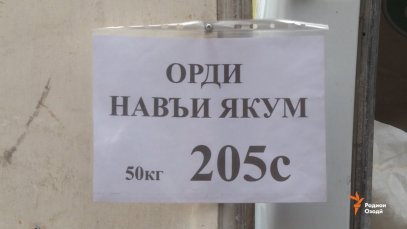 ОРДИ
НАВЪИ ЯКУМ
50кг 205с
Радиои
Озодӣ